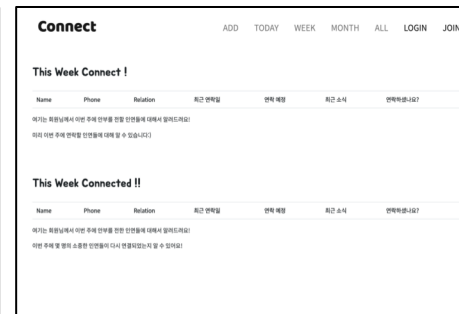 Connect
ADD TODAY WEEK MONTH ALL LOGIN JOIN
This Week Connect !
Name Phone Relation 최근 연락일 연락 예정 최근 소식 연락하셨나요?
여기는 회원님께서 이번 주에 안부를 전할 인연들에 대해서 알려드려요!
미리 이번 주에 연락할 인연들에 대해 알 수 있습니다:)
This Week Connected !!
Name Phone Relation 최근 연락일 연락 예정 최근 소식 연락하셨나요?
여기는 회원님께서 이번 주에 안부를 전한 인연들에 대해서 알려드려요!
이번 주에 몇 명의 소중한 인연들이 다시 연결되었는지 알 수 있어요!